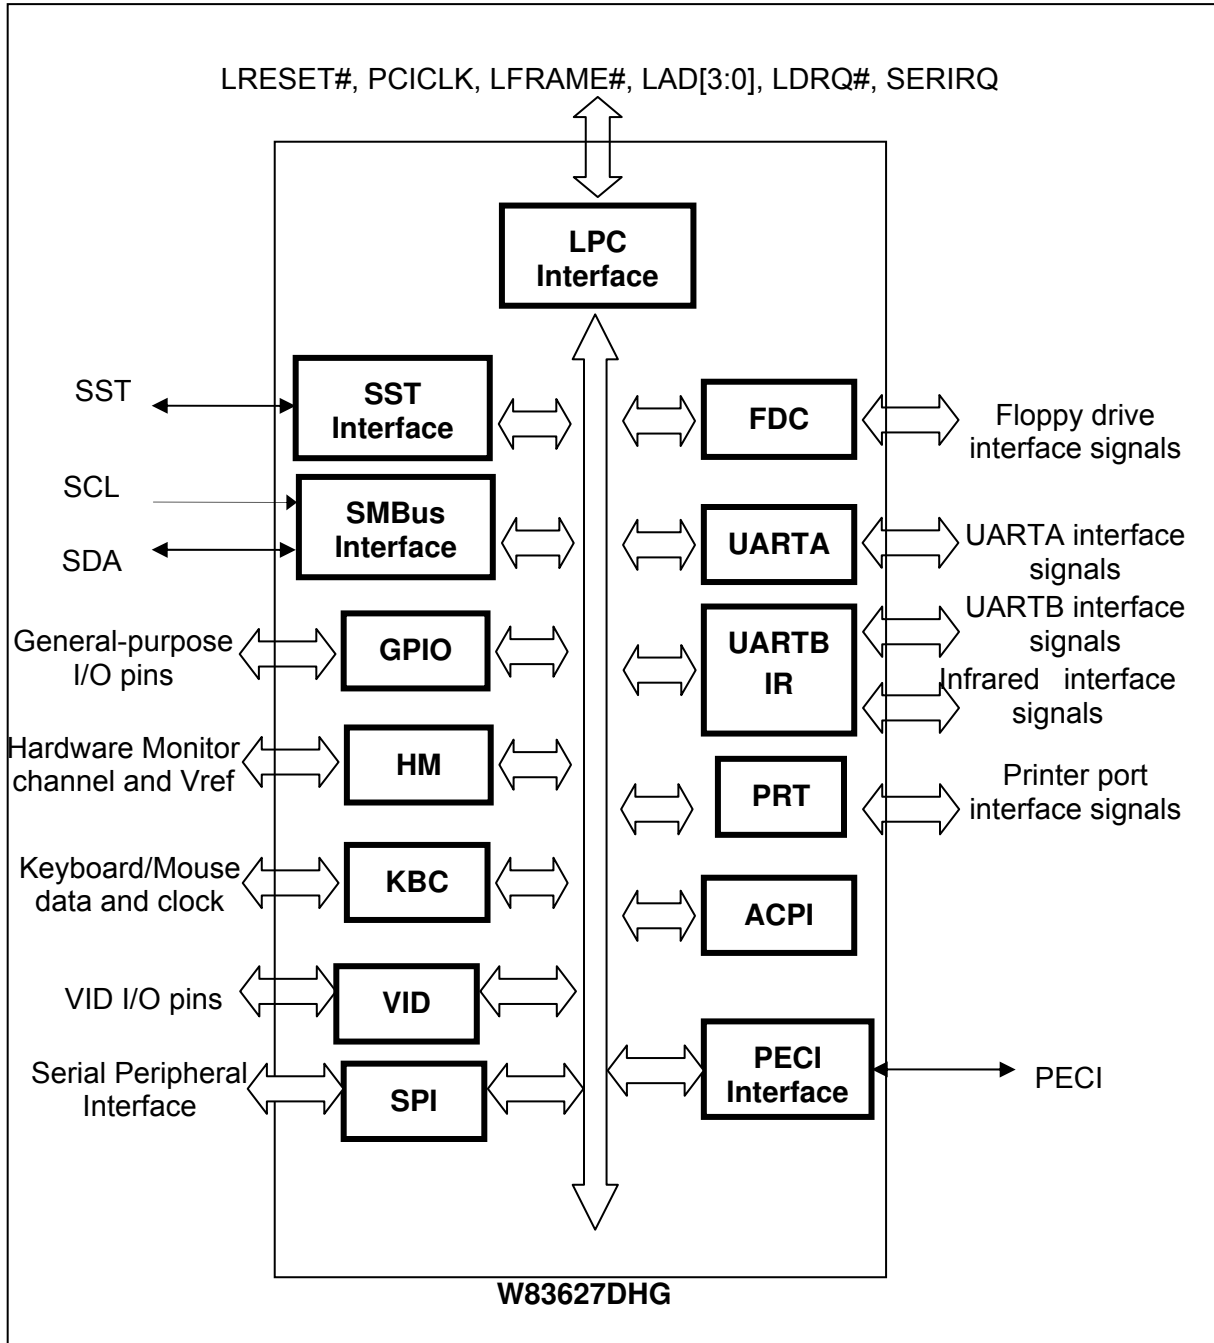 LRESET#, PCICLK, LFRAME#, LAD[3:0], LDRQ#, SERIRQ
LPC
Interface
SST
SST
Interface
SCL
SDA
SMBus
Interface
General-purpose
I/O pins
GPIO
Hardware Monitor
channel and Vref
HM
Keyboard/Mouse
data and clock
KBC
VID I/O pins
VID
Serial Peripheral
Interface
SPI
FDC
Floppy drive
interface signals
UARTA
UARTA interface
signals
UARTB
IR
UARTB interface
signals
Infrared interface
signals
PRT
Printer port
interface signals
ACPI
PECI
Interface
PECI
W83627DHG